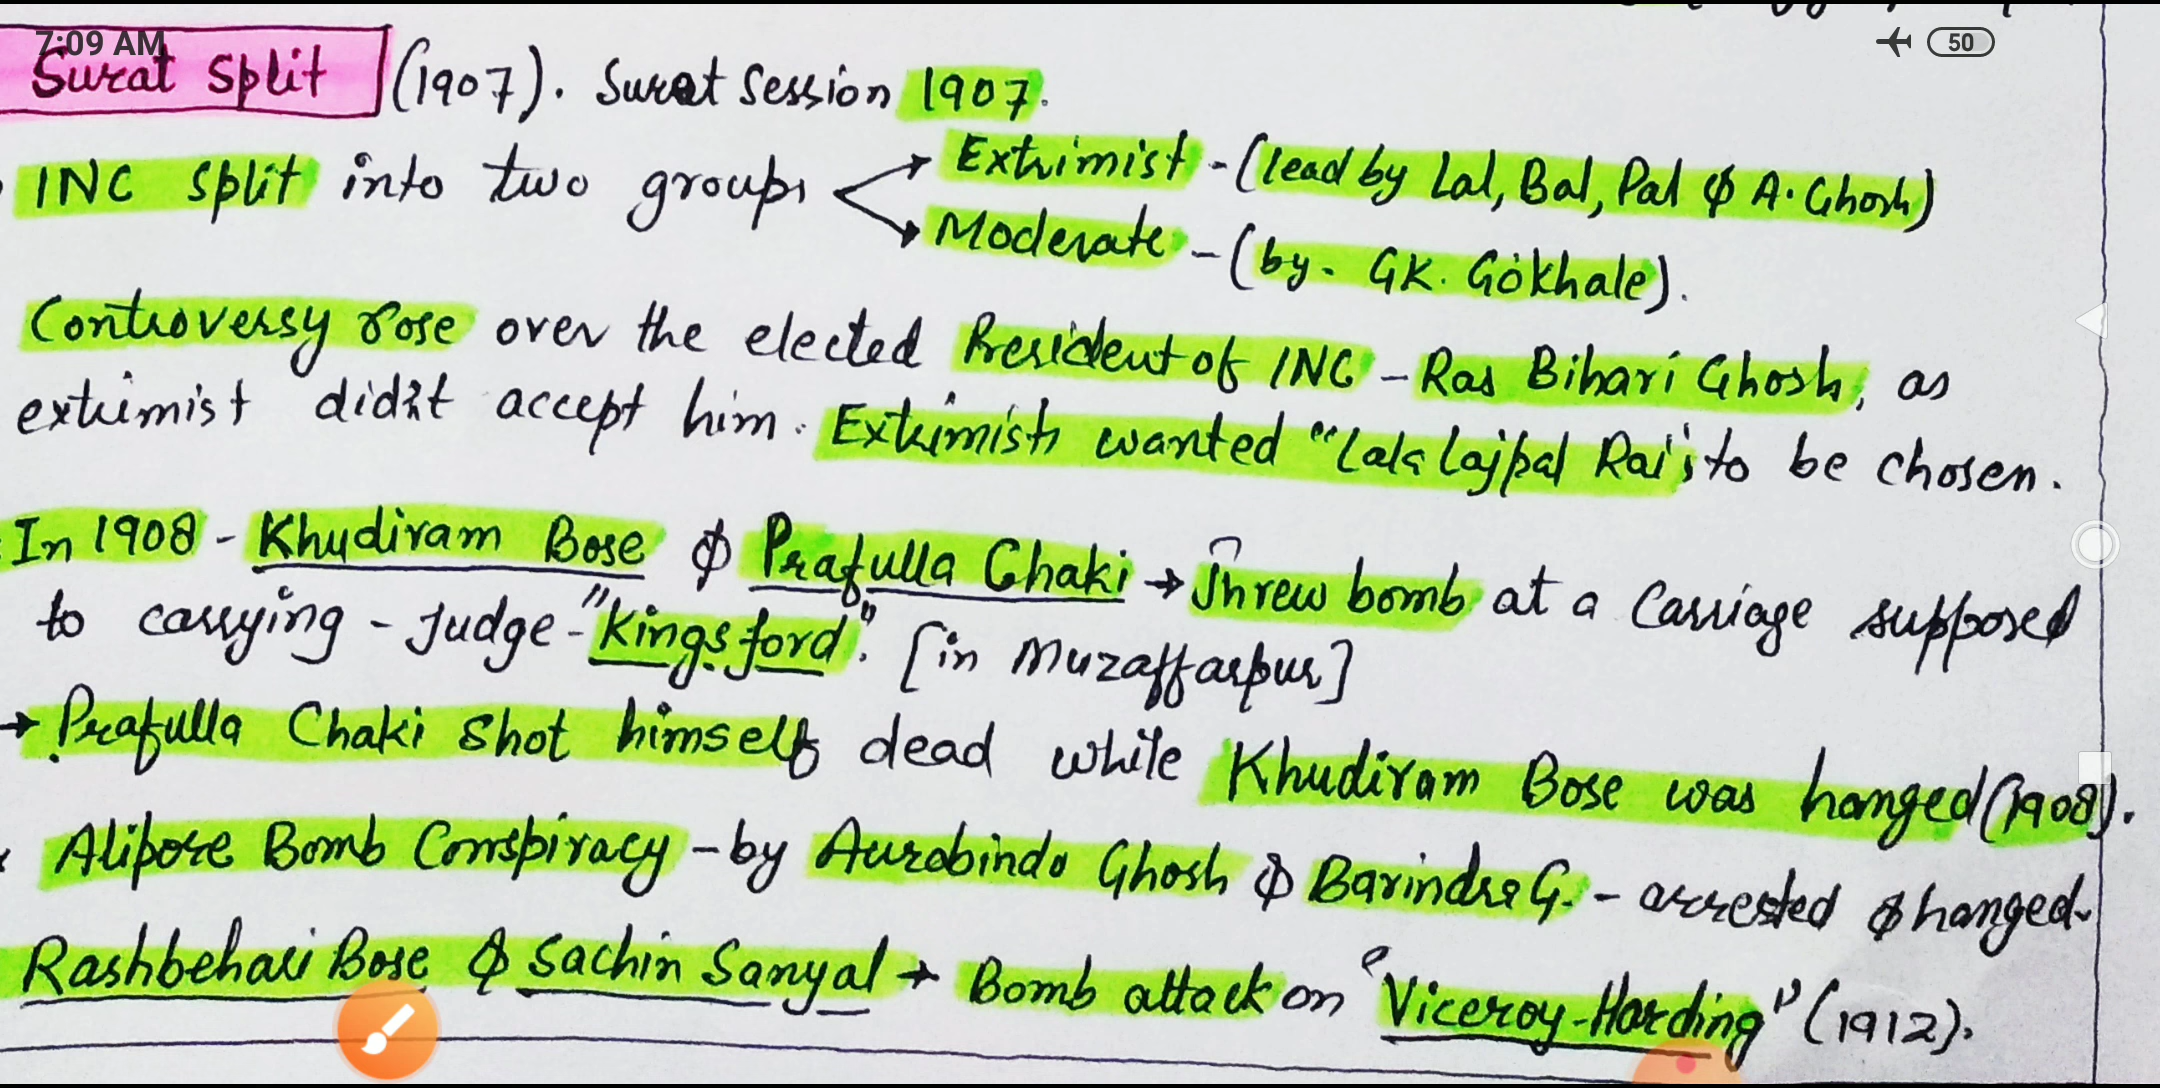 7:09 AM
50
Surat Split (1907). Surat Session 1907.
INC split into two groups
Extrimist - (lead by Lal, Bal, Pal & A. Ghosh)
Moderate - (by. GK. Gokhale).
Controversy rose over the elected President of INC - Ras Bihari Ghosh, as
extrimist didn't accept him. Extrimists wanted "Lala Lajpat Rai", to be chosen.
In 1908 - Khudiram Bose & Prafulla Chaki → Threw bomb at a Carriage supposed
to carrying - Judge - "Kingsford". [in Muzaffarpur]
→ Prafulla Chaki Shot himself dead while Khudiram Bose was hanged (1908).
Alipore Bomb Conspiracy - by Aurobindo Ghosh & Barindra G. - arrested & hanged.
Rashbehari Bose & Sachin Sanyal → Bomb attack on "Viceroy-Harding" (1912).